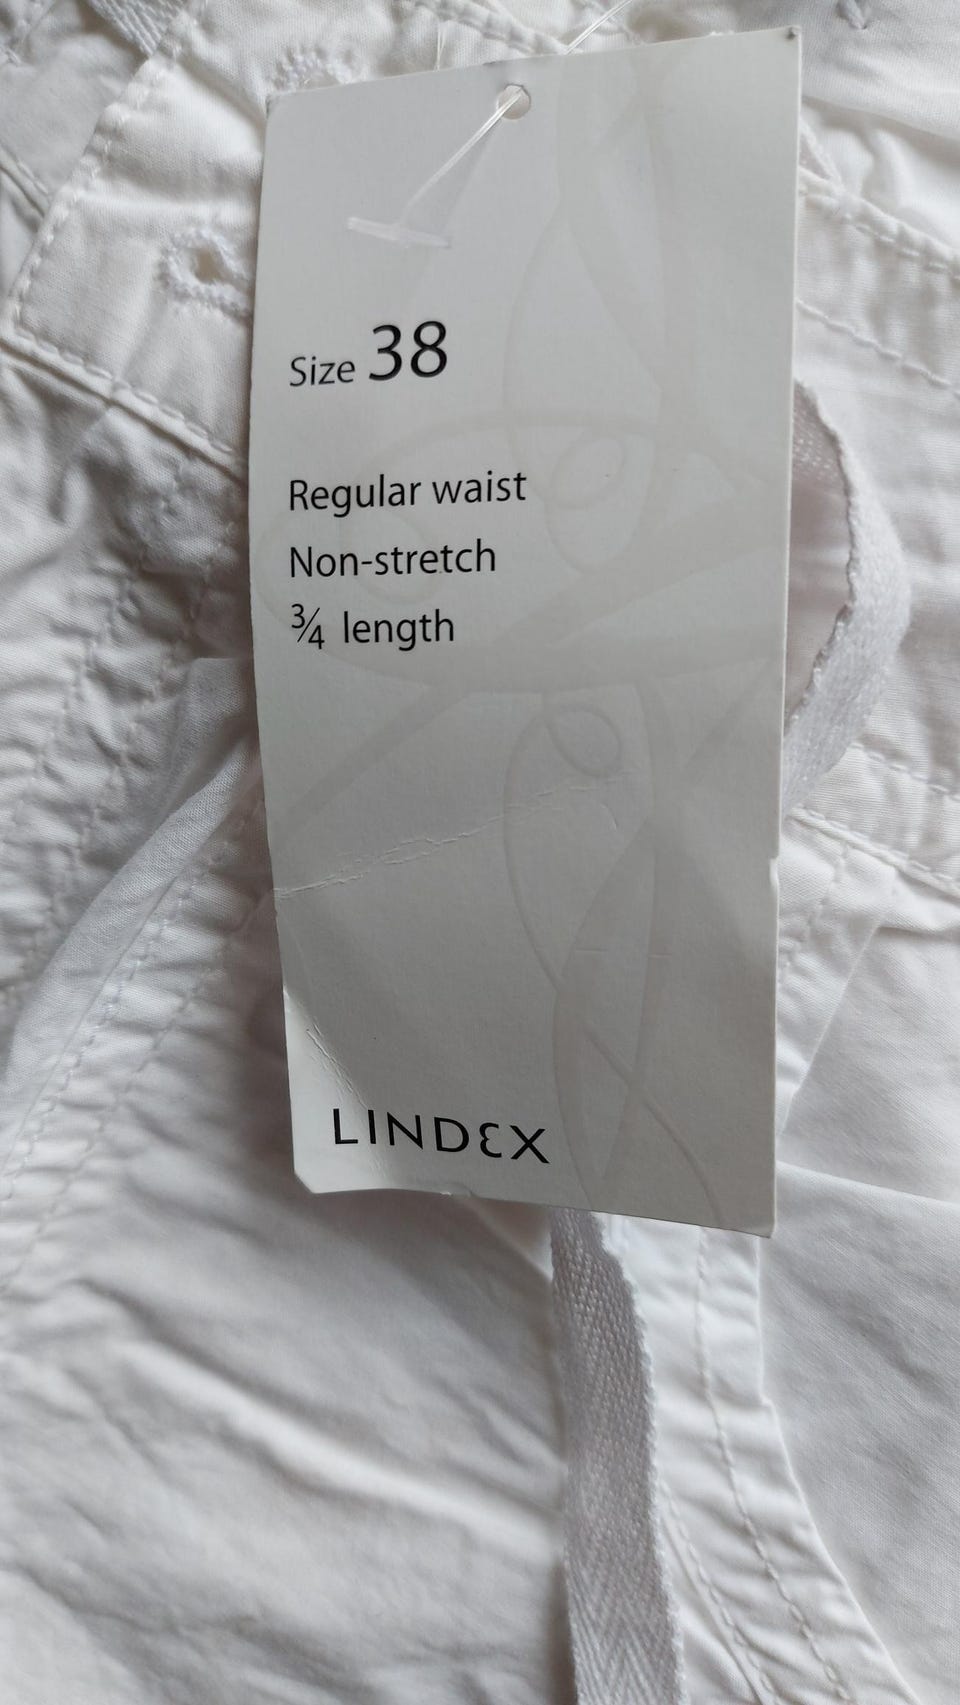 Size 38
Regular waist
Non-stretch
¾ length
LINDEX